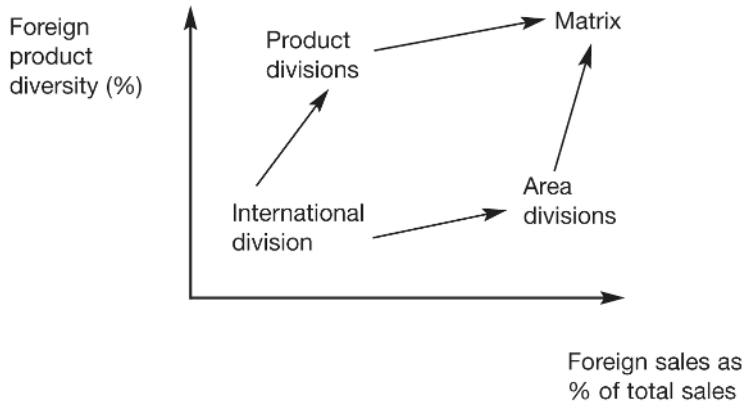 Foreign
product
diversity (%)
Product
divisions
Matrix
International
division
Area
divisions
Foreign sales as
% of total sales